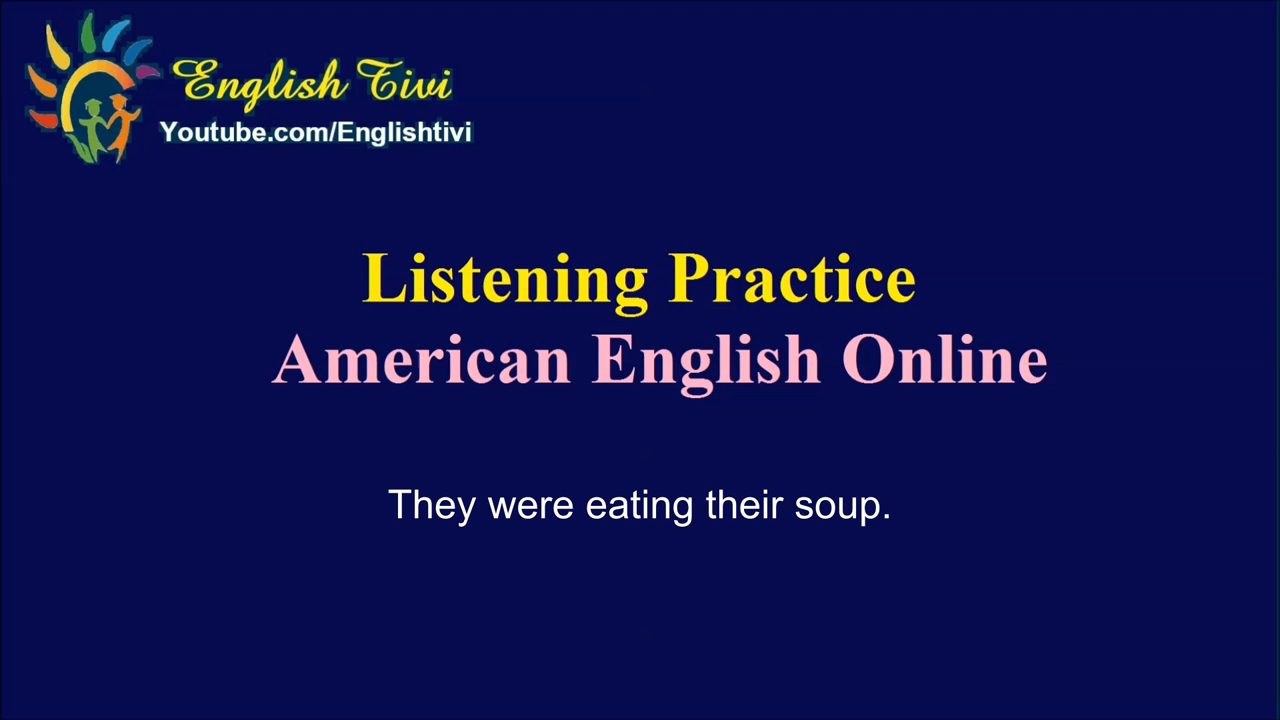 English Tivi
Youtube.com/Englishtivi
Listening Practice
American English Online
They were eating their soup.